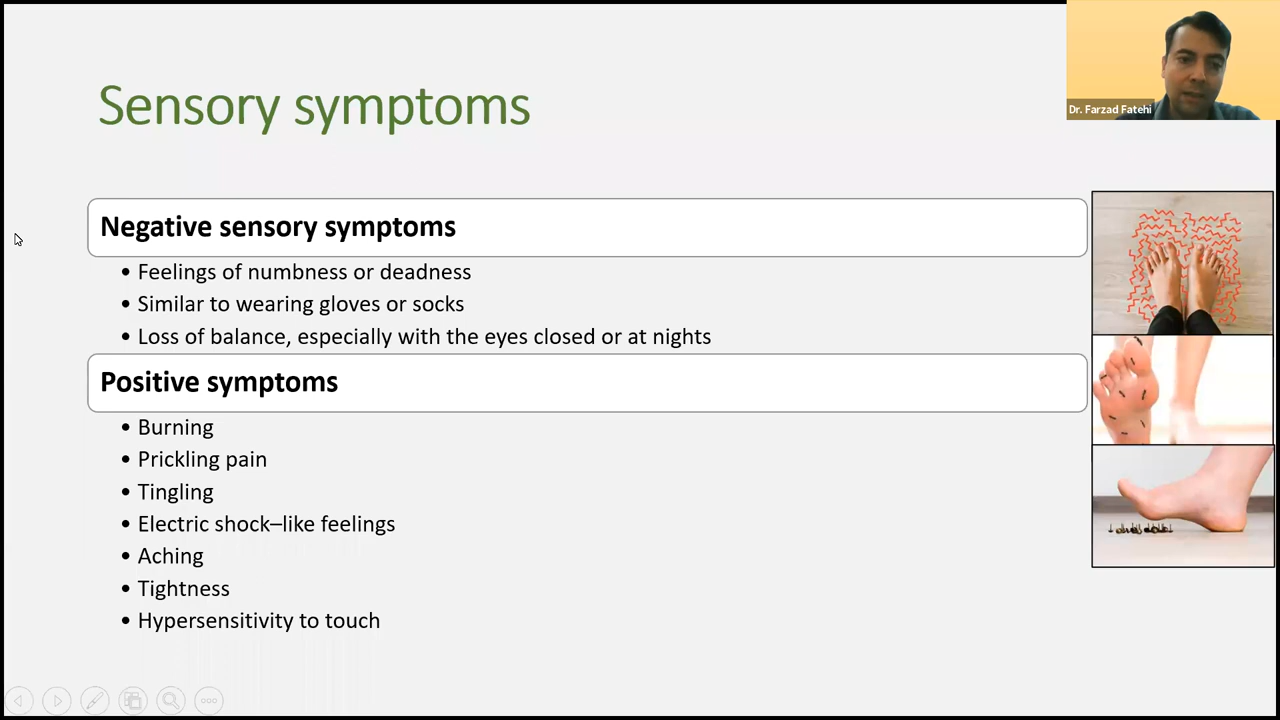 Sensory symptoms
Dr. Farzad Fatehi
Negative sensory symptoms
• Feelings of numbness or deadness
• Similar to wearing gloves or socks
• Loss of balance, especially with the eyes closed or at nights
Positive symptoms
• Burning
• Prickling pain
• Tingling
• Electric shock–like feelings
• Aching
• Tightness
• Hypersensitivity to touch